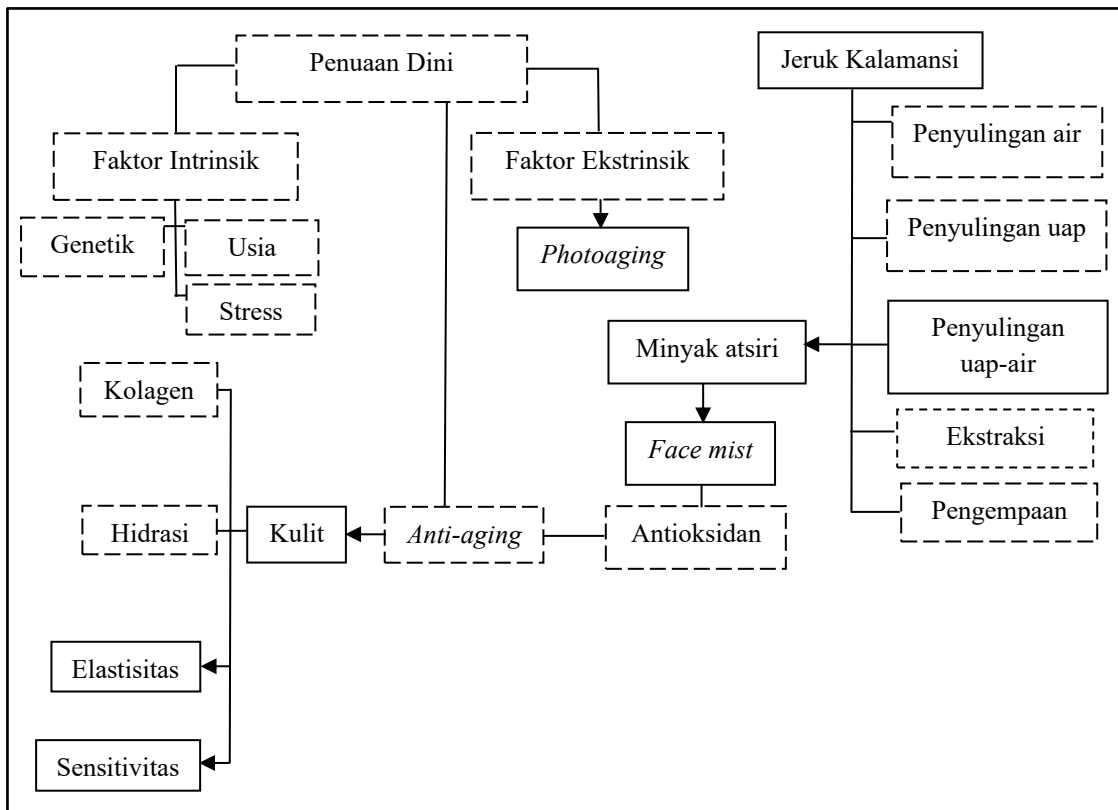 Penuaan Dini
Jeruk Kalamansi
Penyulingan air
Faktor Intrinsik
Faktor Ekstrinsik
Genetik
Usia
Penyulingan uap
Photoaging
Stress
Minyak atsiri
Penyulingan
uap-air
Kolagen
Face mist
Ekstraksi
Pengempaan
Hidrasi
Kulit
Anti-aging
Antioksidan
Elastisitas
Sensitivitas